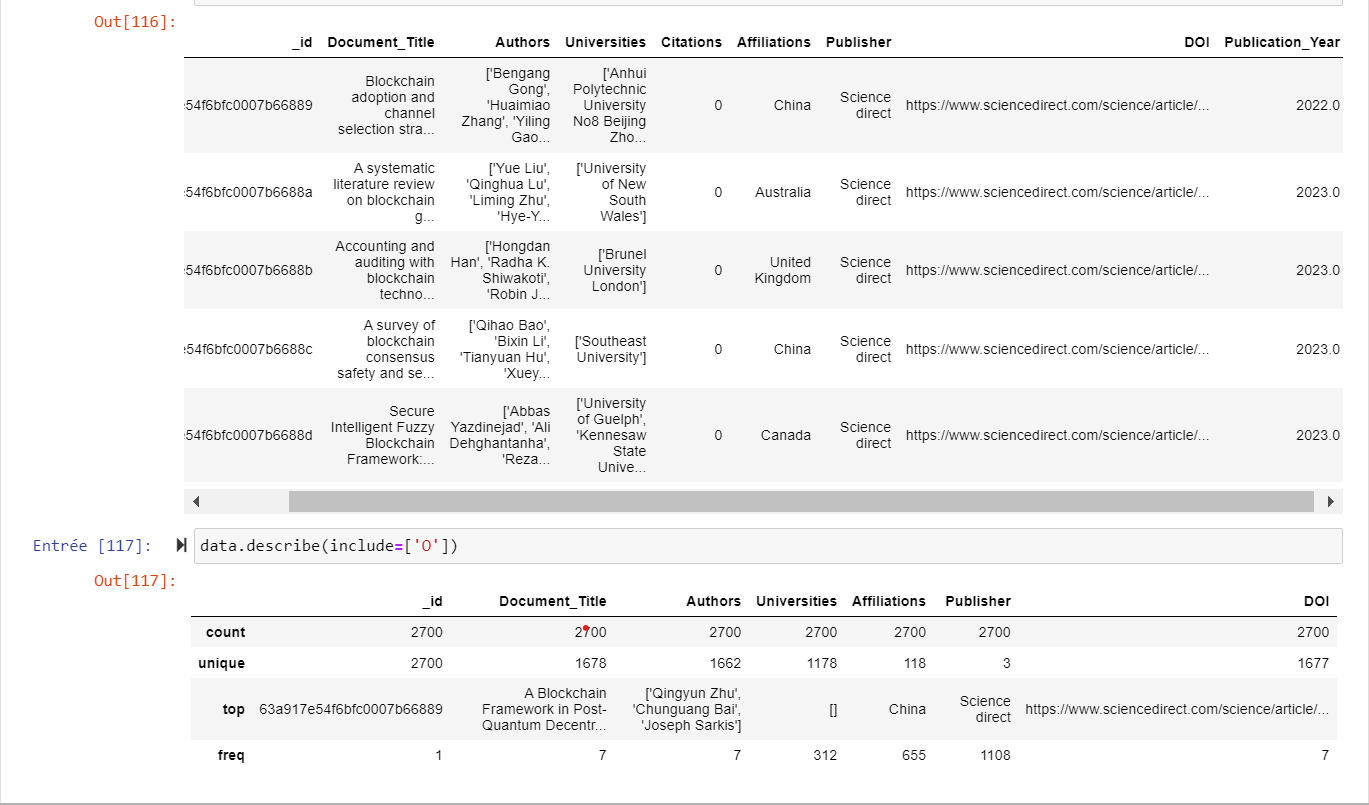 Out[116]:
_id Document_Title Authors Universities Citations Affiliations Publisher DOI Publication_Year
Blockchain adoption and channel selection stra... ['Bengang Gong', 'Huaimiao Zhang', 'Yiling Gao... ['Anhui Polytechnic University No8 Beijing Zho... 0 China Science direct https://www.sciencedirect.com/science/article/... 2022.0
e54f6bfc0007b66889
A systematic literature review on blockchain g... ['Yue Liu', 'Qinghua Lu', 'Liming Zhu', 'Hye-Y... ['University of New South Wales'] 0 Australia Science direct https://www.sciencedirect.com/science/article/... 2023.0
e54f6bfc0007b6688a
Accounting and auditing with blockchain techno... ['Hongdan Han', 'Radha K. Shiwakoti', 'Robin J... ['Brunel University London'] 0 United Kingdom Science direct https://www.sciencedirect.com/science/article/... 2023.0
e54f6bfc0007b6688b
A survey of blockchain consensus safety and se... ['Qihao Bao', 'Bixin Li', 'Tianyuan Hu', 'Xuey... ['Southeast University'] 0 China Science direct https://www.sciencedirect.com/science/article/... 2023.0
e54f6bfc0007b6688c
Secure Intelligent Fuzzy Blockchain Framework:... ['Abbas Yazdinejad', 'Ali Dehghantanha', 'Reza... ['University of Guelph', 'Kennesaw State Unive... 0 Canada Science direct https://www.sciencedirect.com/science/article/... 2023.0
e54f6bfc0007b6688d
Entrée [117]: data.describe(include=['O'])
Out[117]:
_id Document_Title Authors Universities Affiliations Publisher DOI
count 2700 2700 2700 2700 2700 2700 2700
unique 2700 1678 1662 1178 118 3 1677
top 63a917e54f6bfc0007b66889 A Blockchain Framework in Post-Quantum Decentr... ['Qingyun Zhu', 'Chunguang Bai', 'Joseph Sarkis'] [] China Science direct https://www.sciencedirect.com/science/article/...
freq 1 7 7 312 655 1108 7